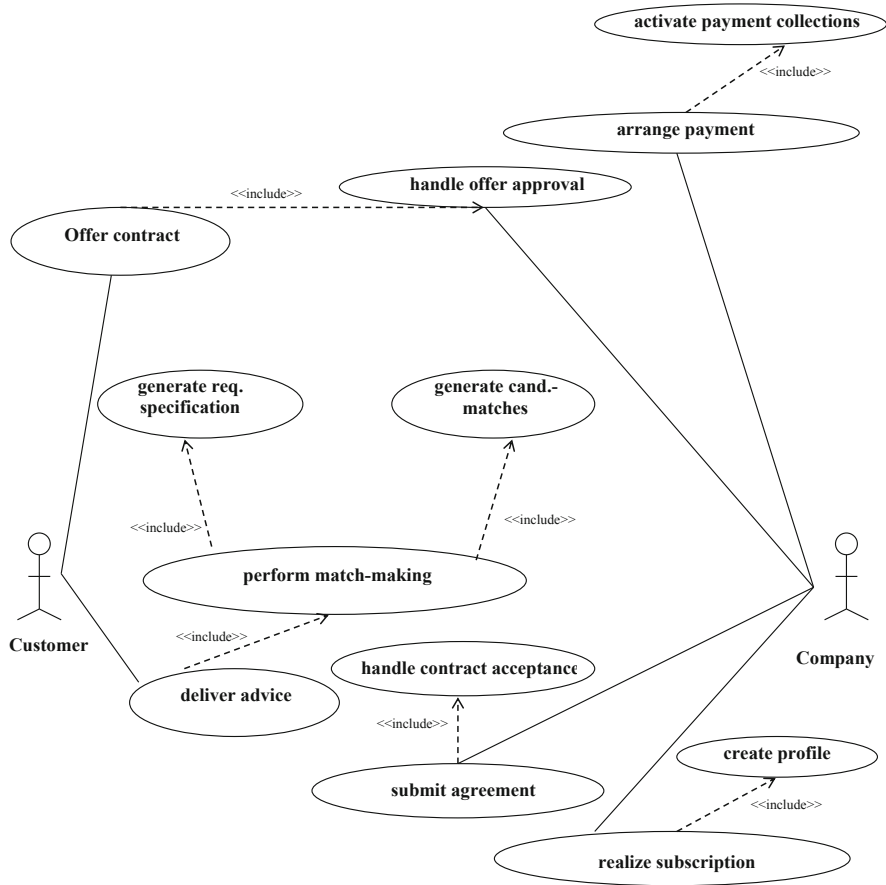 activate payment collections
<<include>>
arrange payment
handle offer approval
<<include>>
Offer contract
generate req.
specification
generate cand.-
matches
<<include>>
<<include>>
perform match-making
Customer
Company
<<include>>
handle contract acceptance
deliver advice
<<include>>
create profile
submit agreement
<<include>>
realize subscription